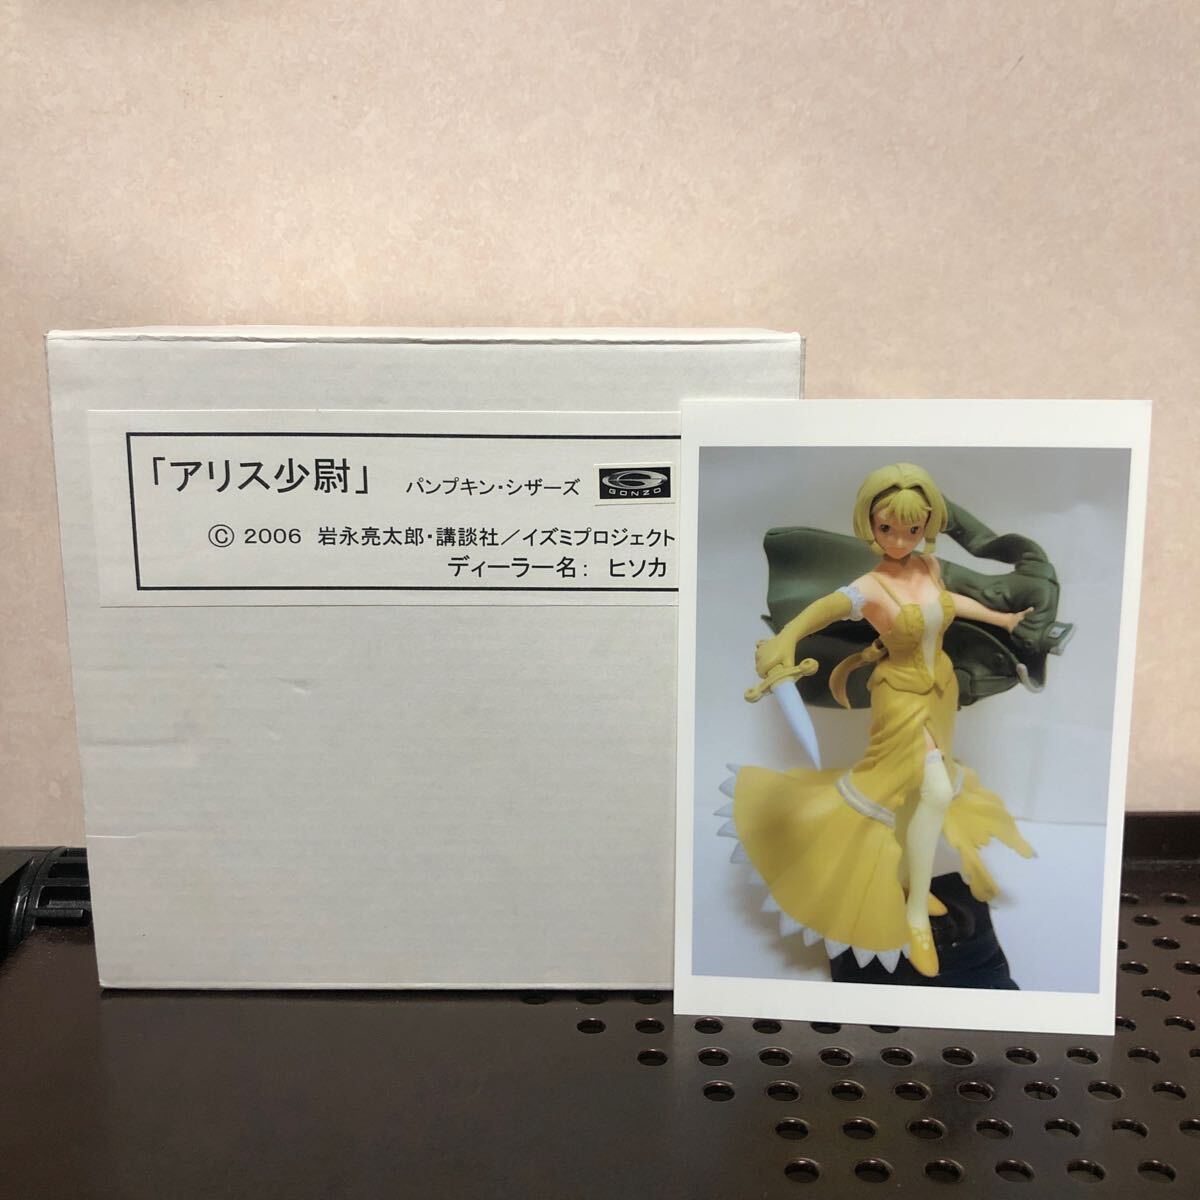 「アリス少尉」 パンプキン・シザーズ GONZO
© 2006 岩永亮太郎・講談社／イズミプロジェクト
ディーラー名： ヒソカ